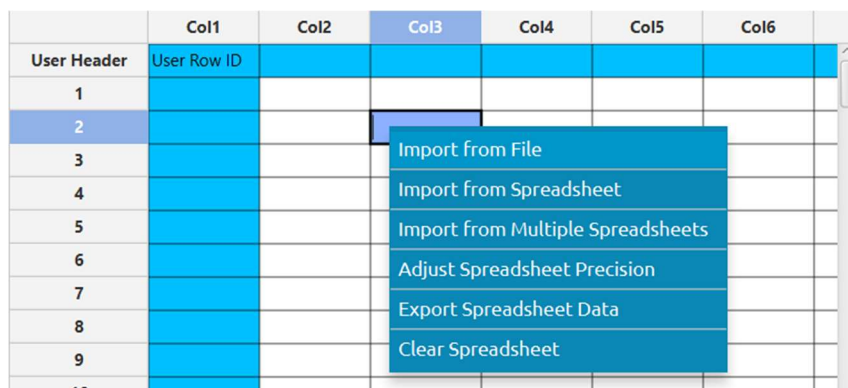 Col1 Col2 Col3 Col4 Col5 Col6
User Header User Row ID
1
2
Import from File
3
Import from Spreadsheet
4
Import from Multiple Spreadsheets
5
Adjust Spreadsheet Precision
6
7
Export Spreadsheet Data
8
Clear Spreadsheet
9